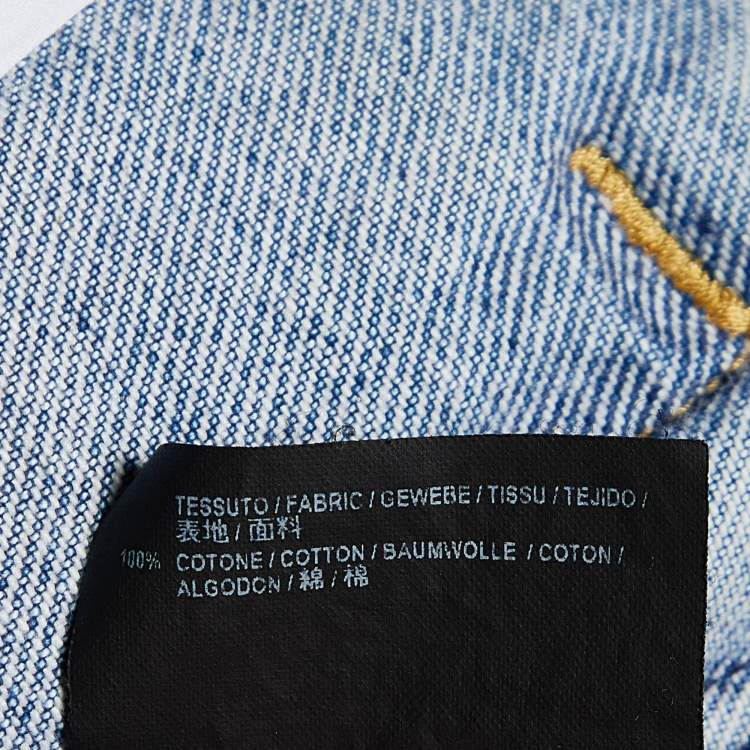 TESSUTO / FABRIC / GEWEBE / TISSU / TEJIDO /
表地 / 面料
100% COTONE / COTTON / BAUMWOLLE / COTON /
ALGODON / 綿 / 棉